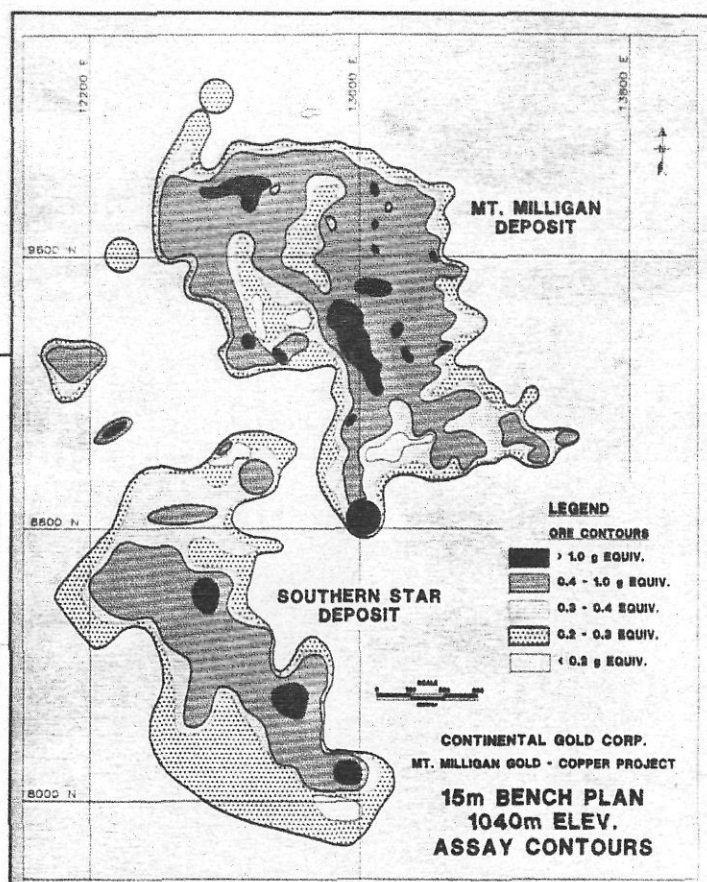 12200 E
13000 E
13800 E
N
MT. MILLIGAN
DEPOSIT
9600 N
8800 N
LEGEND
ORE CONTOURS
> 1.0 g EQUIV.
0.4 - 1.0 g EQUIV.
0.3 - 0.4 EQUIV.
0.2 - 0.3 EQUIV.
< 0.2 g EQUIV.
SOUTHERN STAR
DEPOSIT
SCALE
CONTINENTAL GOLD CORP.
MT. MILLIGAN GOLD - COPPER PROJECT
8000 N
15m BENCH PLAN
1040m ELEV.
ASSAY CONTOURS